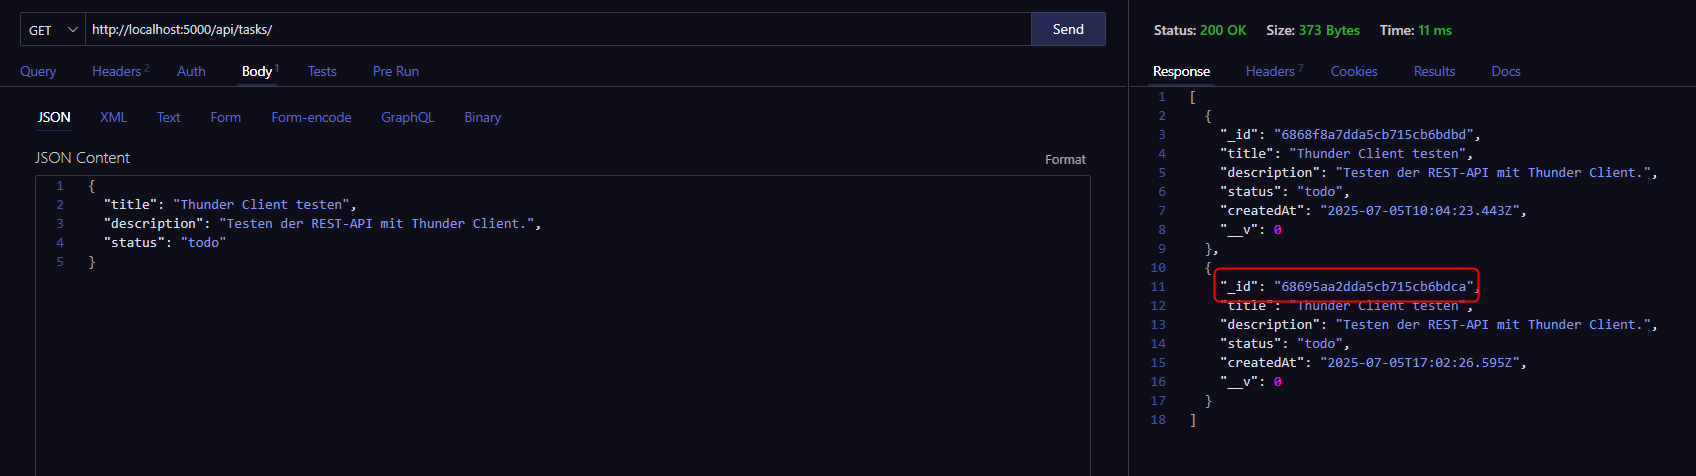 GET http://localhost:5000/api/tasks/ Send
Query Headers 2 Auth Body 1 Tests Pre Run
JSON XML Text Form Form-encode GraphQL Binary
JSON Content
Format
1 {
2 "title": "Thunder Client testen",
3 "description": "Testen der REST-API mit Thunder Client.",
4 "status": "todo"
5 }
Status: 200 OK Size: 373 Bytes Time: 11 ms
Response Headers 7 Cookies Results Docs
1 [
2 {
3 "_id": "6868f8a7dda5cb715cb6bdbd",
4 "title": "Thunder Client testen",
5 "description": "Testen der REST-API mit Thunder Client.",
6 "status": "todo",
7 "createdAt": "2025-07-05T10:04:23.443Z",
8 "__v": 0
9 },
10 {
11 "_id": "68695aa2dda5cb715cb6bdca",
12 "title": "Thunder Client testen",
13 "description": "Testen der REST-API mit Thunder Client.",
14 "status": "todo",
15 "createdAt": "2025-07-05T17:02:26.595Z",
16 "__v": 0
17 }
18 ]